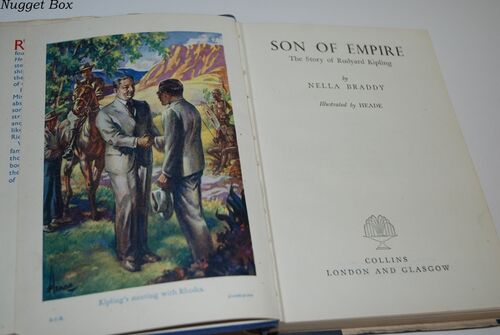 Nugget Box
Heade
Kipling's meeting with Rhodes
SON OF EMPIRE
The Story of Rudyard Kipling
by
NELLA BRADDY
Illustrated by HEADE
COLLINS
LONDON AND GLASGOW